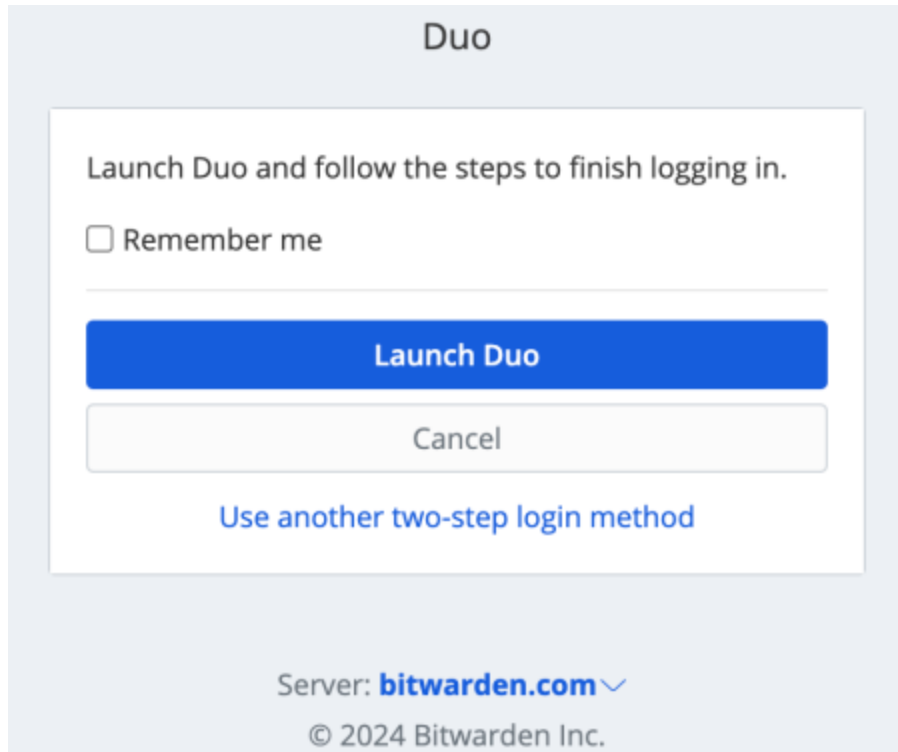 Duo
Launch Duo and follow the steps to finish logging in.
Remember me
Launch Duo
Cancel
Use another two-step login method
Server: bitwarden.com
© 2024 Bitwarden Inc.